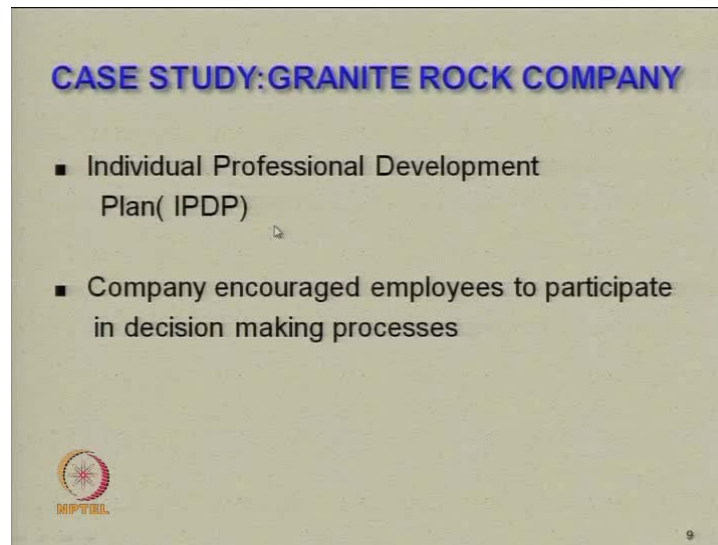 CASE STUDY:GRANITE ROCK COMPANY
▪ Individual Professional Development
Plan( IPDP)
▪ Company encouraged employees to participate
in decision making processes
NPTEL
9